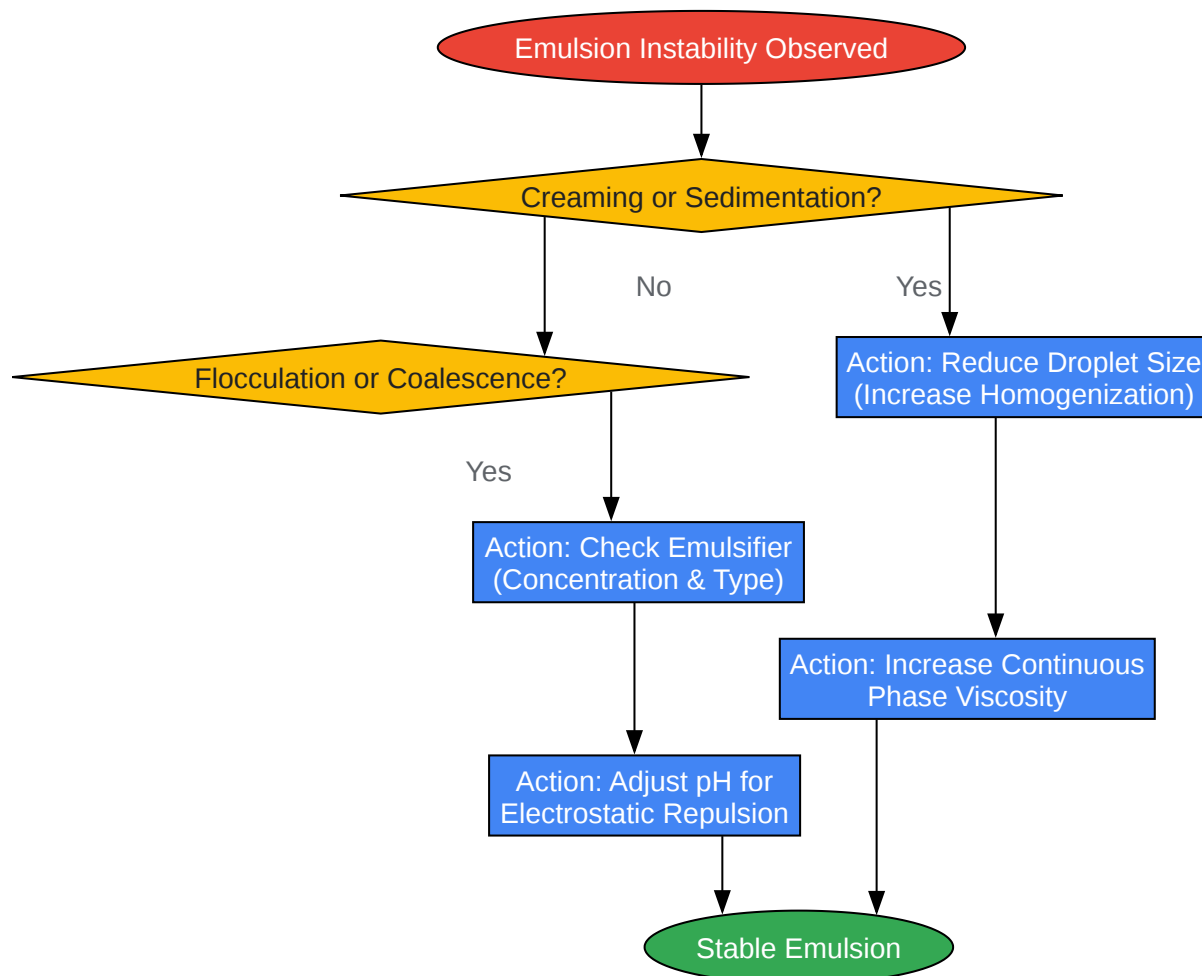 Emulsion Instability Observed
Creaming or Sedimentation?
No
Yes
Flocculation or Coalescence?
Action: Reduce Droplet Size
(Increase Homogenization)
Yes
Action: Check Emulsifier
(Concentration & Type)
Action: Increase Continuous
Phase Viscosity
Action: Adjust pH for
Electrostatic Repulsion
Stable Emulsion